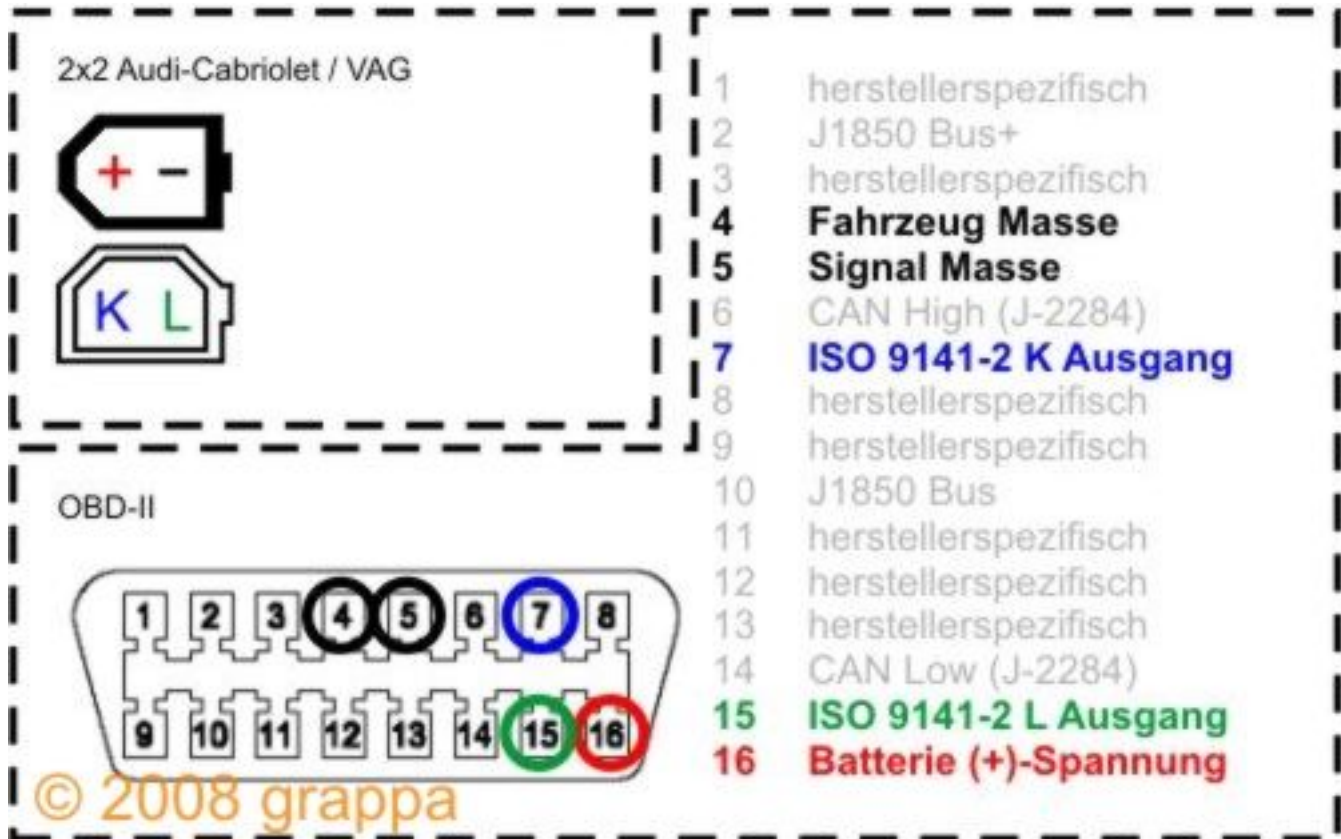 2x2 Audi-Cabriolet / VAG
+ −
K L
1 herstellerspezifisch
2 J1850 Bus+
3 herstellerspezifisch
4 Fahrzeug Masse
5 Signal Masse
6 CAN High (J-2284)
7 ISO 9141-2 K Ausgang
8 herstellerspezifisch
9 herstellerspezifisch
10 J1850 Bus
11 herstellerspezifisch
12 herstellerspezifisch
13 herstellerspezifisch
14 CAN Low (J-2284)
15 ISO 9141-2 L Ausgang
16 Batterie (+)-Spannung
OBD-II
1 2 3 4 5 6 7 8
9 10 11 12 13 14 15 16
© 2008 grappa